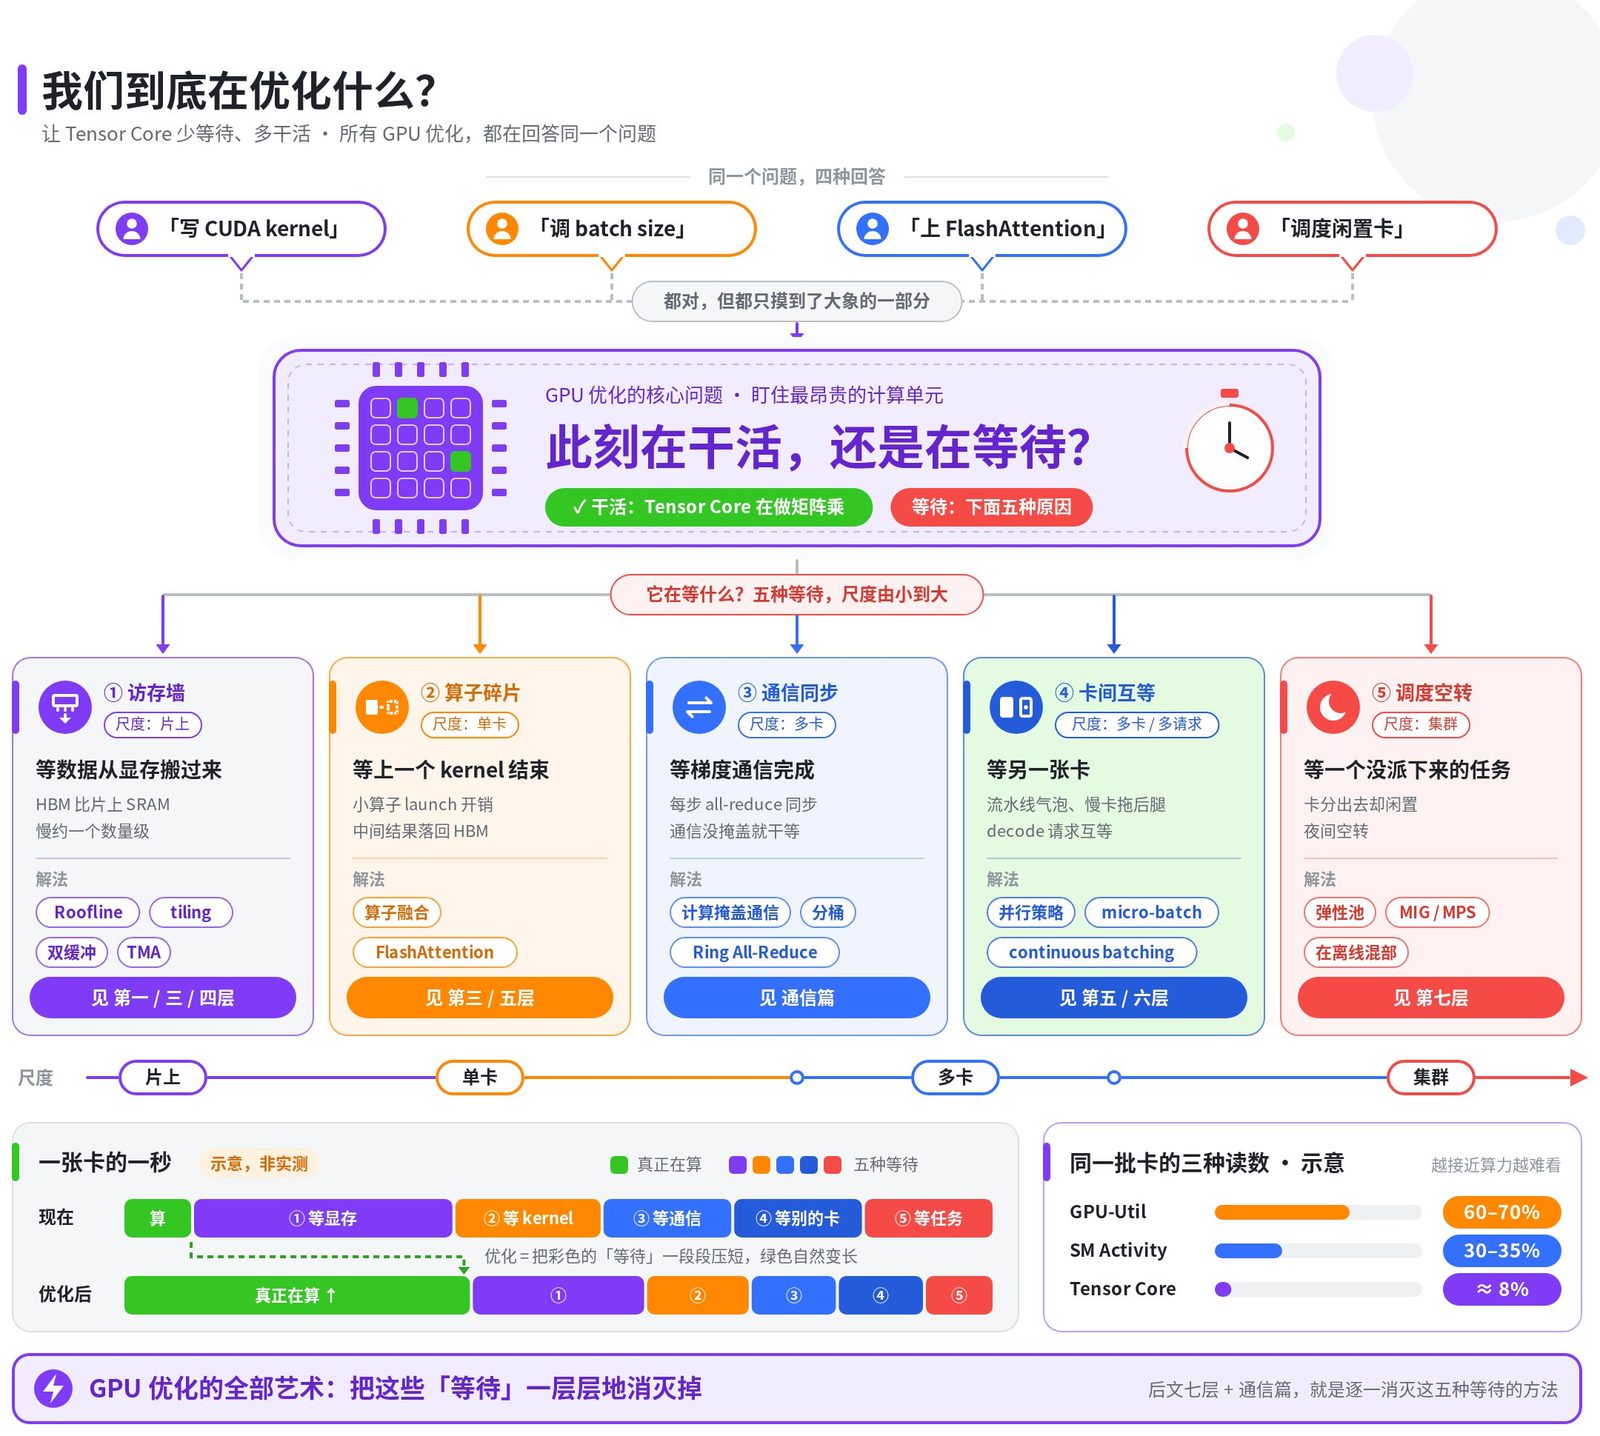 我们到底在优化什么？
让 Tensor Core 少等待、多干活 · 所有 GPU 优化，都在回答同一个问题
同一个问题，四种回答
「写 CUDA kernel」
「调 batch size」
「上 FlashAttention」
「调度闲置卡」
都对，但都只摸到了大象的一部分
GPU 优化的核心问题 · 盯住最昂贵的计算单元
此刻在干活，还是在等待？
✓ 干活：Tensor Core 在做矩阵乘
等待：下面五种原因
它在等什么？五种等待，尺度由小到大
① 访存墙
尺度：片上
等数据从显存搬过来
HBM 比片上 SRAM
慢约一个数量级
解法
Roofline
tiling
双缓冲
TMA
见 第一 / 三 / 四层
② 算子碎片
尺度：单卡
等上一个 kernel 结束
小算子 launch 开销
中间结果落回 HBM
解法
算子融合
FlashAttention
见 第三 / 五层
③ 通信同步
尺度：多卡
等梯度通信完成
每步 all-reduce 同步
通信没掩盖就干等
解法
计算掩盖通信
分桶
Ring All-Reduce
见 通信篇
④ 卡间互等
尺度：多卡 / 多请求
等另一张卡
流水线气泡、慢卡拖后腿
decode 请求互等
解法
并行策略
micro-batch
continuous batching
见 第五 / 六层
⑤ 调度空转
尺度：集群
等一个没派下来的任务
卡分出去却闲置
夜间空转
解法
弹性池
MIG / MPS
在离线混部
见 第七层
尺度
片上
单卡
多卡
集群
一张卡的一秒
示意，非实测
真正在算
五种等待
现在
算
① 等显存
② 等 kernel
③ 等通信
④ 等别的卡
⑤ 等任务
优化 = 把彩色的「等待」一段段压短，绿色自然变长
优化后
真正在算 ↑
①
②
③
④
⑤
同一批卡的三种读数 · 示意
越接近算力越难看
GPU-Util
60–70%
SM Activity
30–35%
Tensor Core
≈ 8%
GPU 优化的全部艺术：把这些「等待」一层层地消灭掉
后文七层 + 通信篇，就是逐一消灭这五种等待的方法